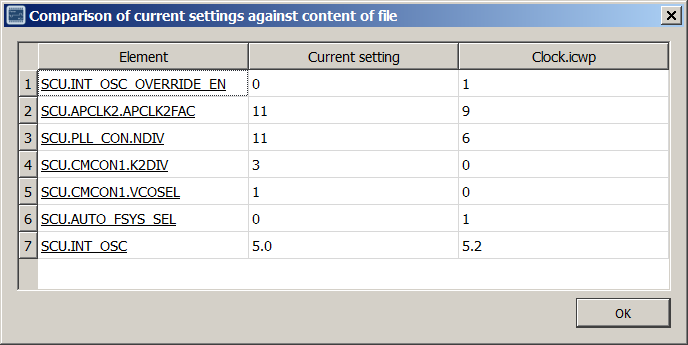 Comparison of current settings against content of file
Element Current setting Clock.icwp
1 SCU.INT_OSC_OVERRIDE_EN 0 1
2 SCU.APCLK2.APCLK2FAC 11 9
3 SCU.PLL_CON.NDIV 11 6
4 SCU.CMCON1.K2DIV 3 0
5 SCU.CMCON1.VCOSEL 1 0
6 SCU.AUTO_FSYS_SEL 0 1
7 SCU.INT_OSC 5.0 5.2
OK